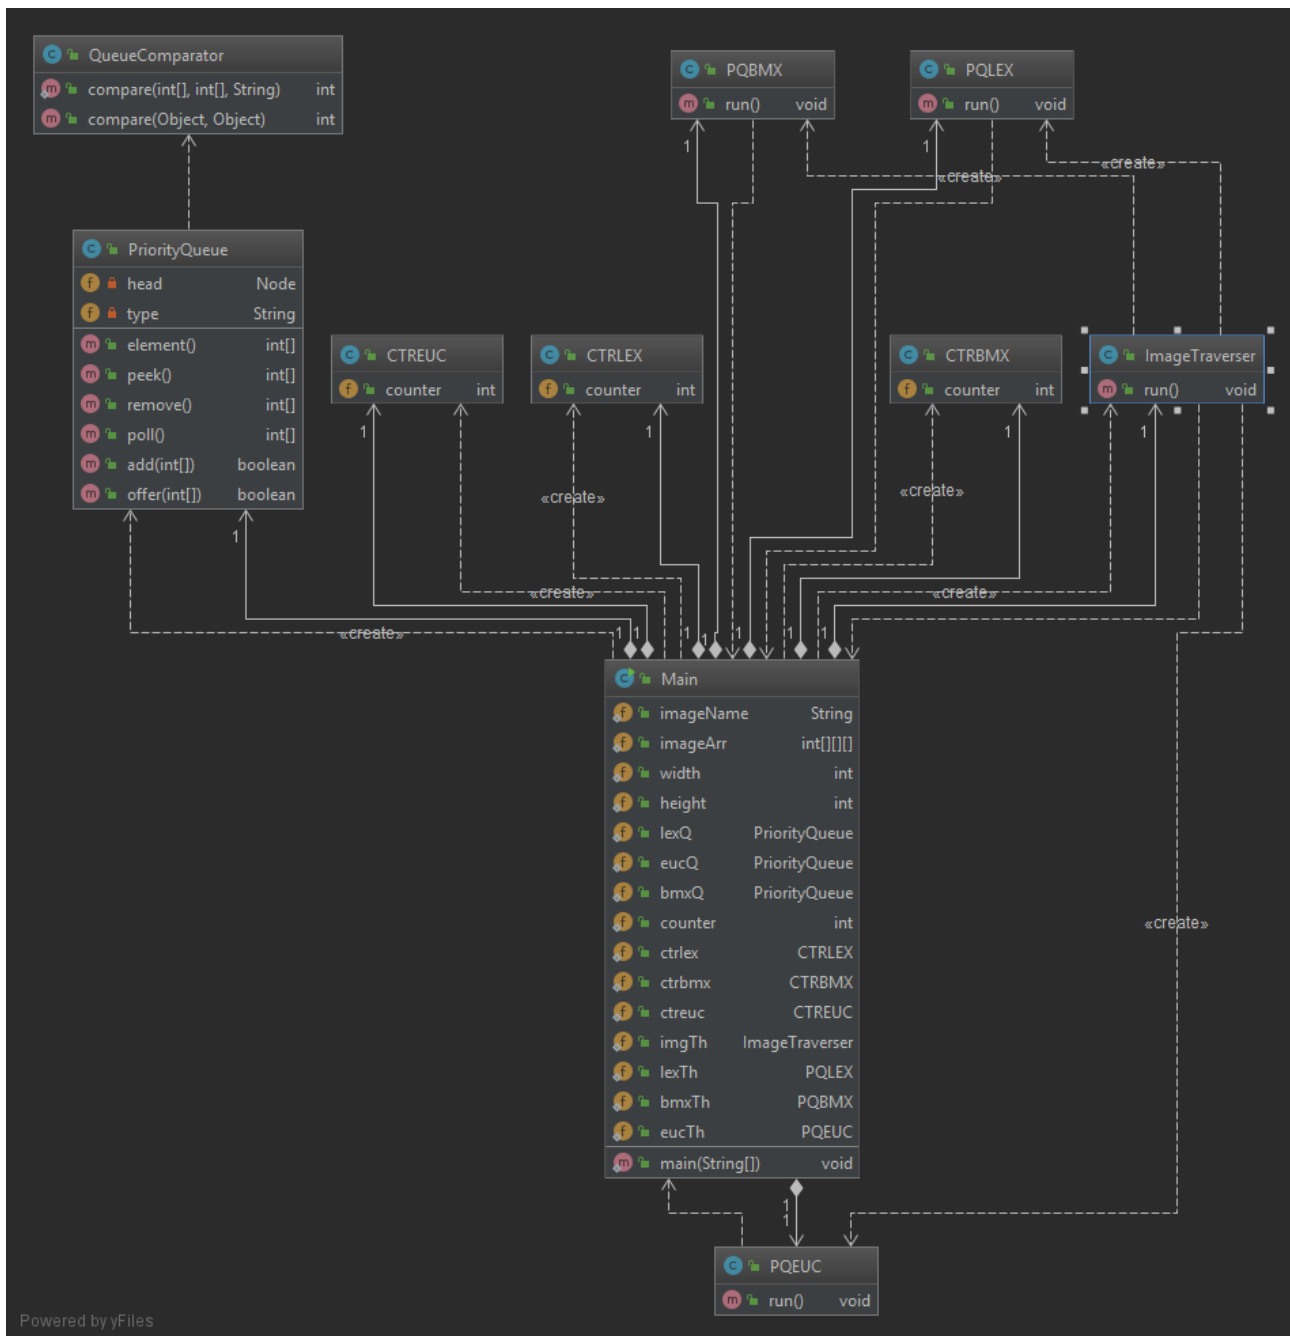 QueueComparator
compare(int[], int[], String) int
compare(Object, Object) int
PQBMX
run() void
PQLEX
run() void
1
1
«create»
«create»
PriorityQueue
head Node
type String
element() int[]
peek() int[]
remove() int[]
poll() int[]
add(int[]) boolean
offer(int[]) boolean
CTREUC
counter int
CTRLEX
counter int
CTRBMX
counter int
ImageTraverser
run() void
1
1
1
1
1
«create»
«create»
«create»
«create»
«create»
1
1
1
1
1
1
1
Main
imageName String
imageArr int[][][]
width int
height int
lexQ PriorityQueue
eucQ PriorityQueue
bmxQ PriorityQueue
counter int
ctrlex CTRLEX
ctrbmx CTRBMX
ctreuc CTREUC
imgTh ImageTraverser
lexTh PQLEX
bmxTh PQBMX
eucTh PQEUC
main(String[]) void
«create»
1
1
PQEUC
run() void
Powered by yFiles